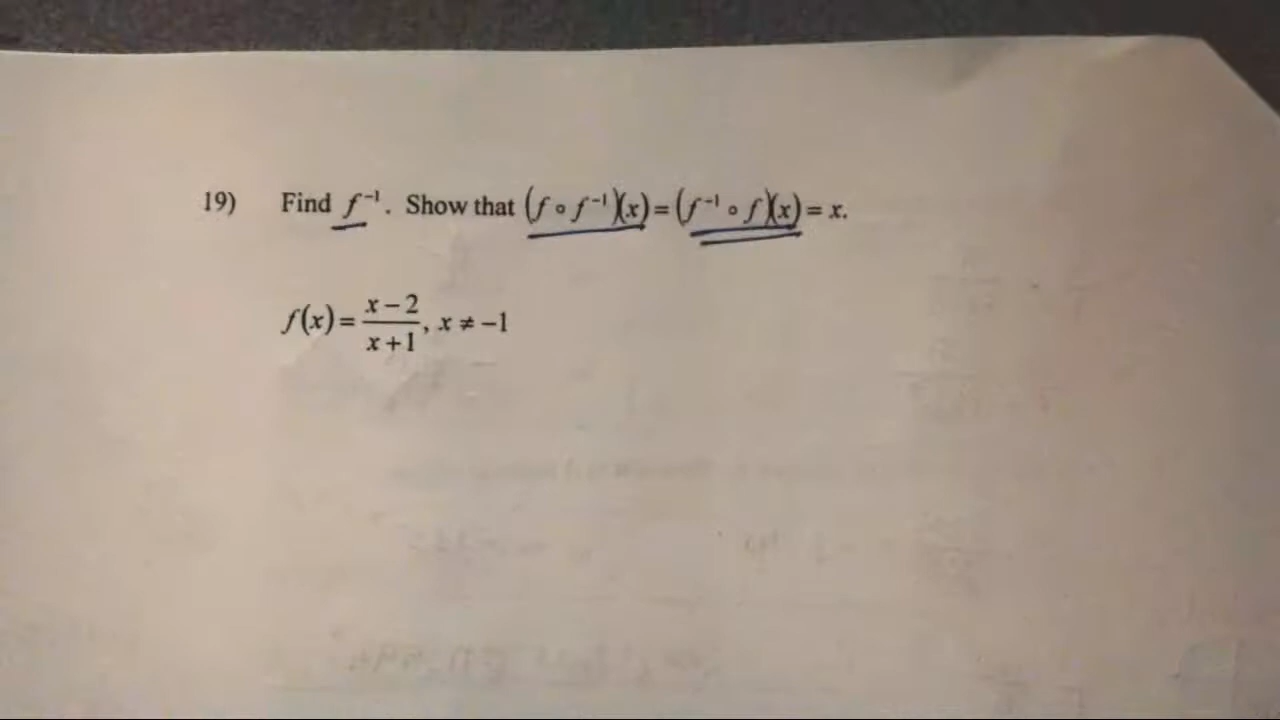 19) Find f⁻¹. Show that (f ∘ f⁻¹)(x) = (f⁻¹ ∘ f)(x) = x.
f(x) = (x − 2)/(x + 1), x ≠ −1